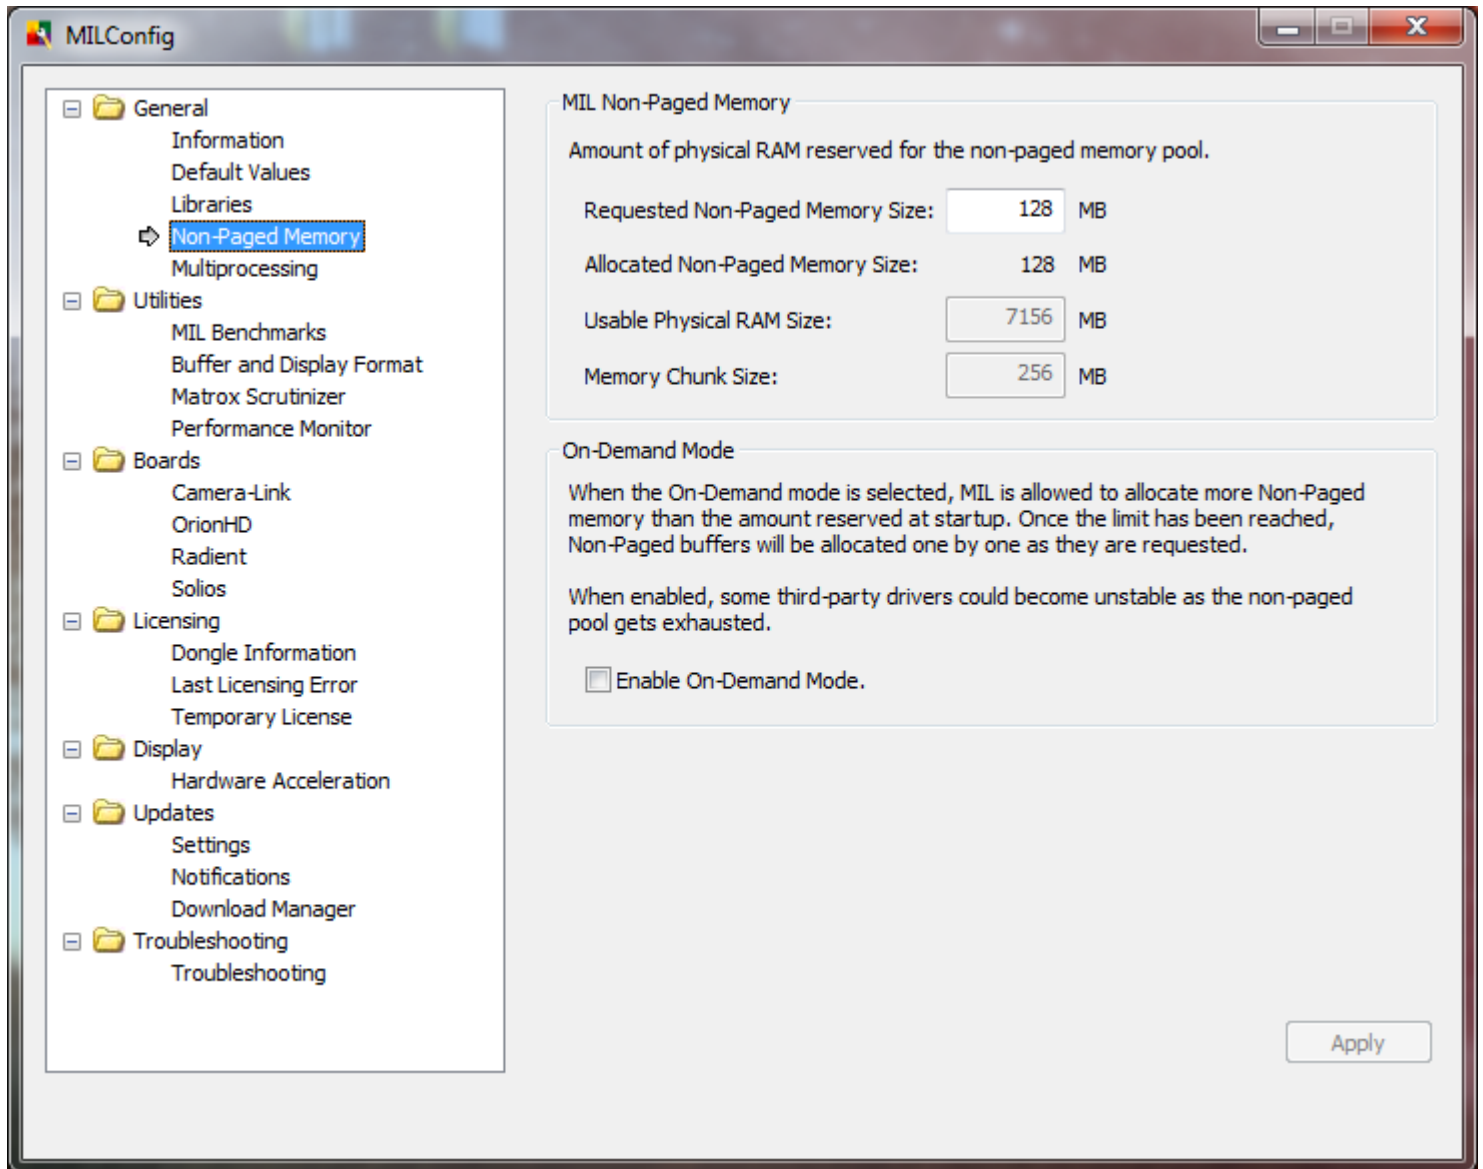 MILConfig
General
Information
Default Values
Libraries
Non-Paged Memory
Multiprocessing
Utilities
MIL Benchmarks
Buffer and Display Format
Matrox Scrutinizer
Performance Monitor
Boards
Camera-Link
OrionHD
Radient
Solios
Licensing
Dongle Information
Last Licensing Error
Temporary License
Display
Hardware Acceleration
Updates
Settings
Notifications
Download Manager
Troubleshooting
Troubleshooting
MIL Non-Paged Memory
Amount of physical RAM reserved for the non-paged memory pool.
Requested Non-Paged Memory Size: 128 MB
Allocated Non-Paged Memory Size: 128 MB
Usable Physical RAM Size: 7156 MB
Memory Chunk Size: 256 MB
On-Demand Mode
When the On-Demand mode is selected, MIL is allowed to allocate more Non-Paged
memory than the amount reserved at startup. Once the limit has been reached,
Non-Paged buffers will be allocated one by one as they are requested.
When enabled, some third-party drivers could become unstable as the non-paged
pool gets exhausted.
Enable On-Demand Mode.
Apply